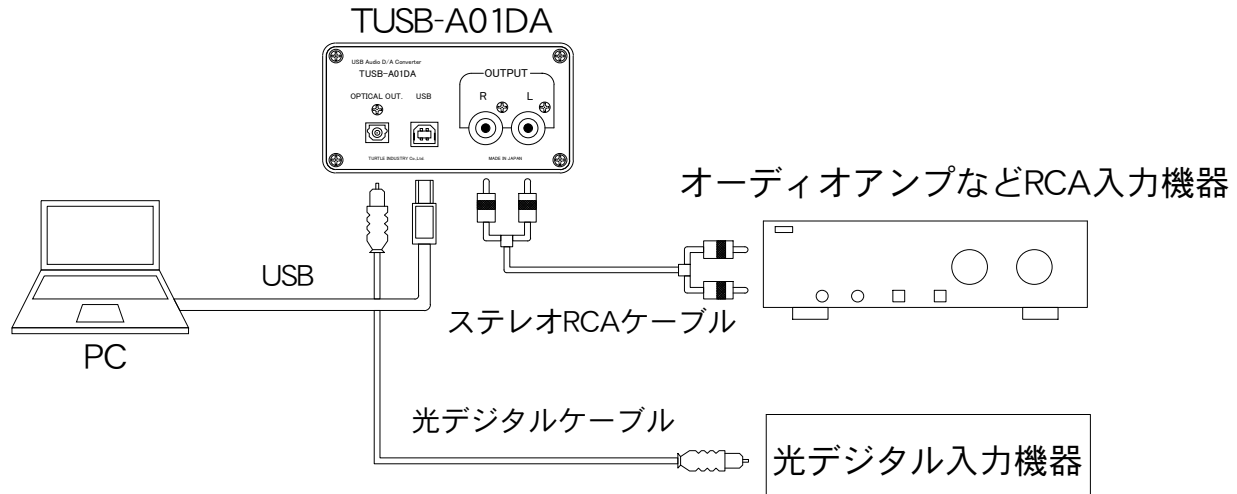 TUSB-A01DA
USB Audio D/A Converter
TUSB-A01DA
OUTPUT
OPTICAL OUT.
USB
R
L
TURTLE INDUSTRY Co.,Ltd.
MADE IN JAPAN
オーディオアンプなどRCA入力機器
USB
ステレオRCAケーブル
PC
光デジタルケーブル
光デジタル入力機器